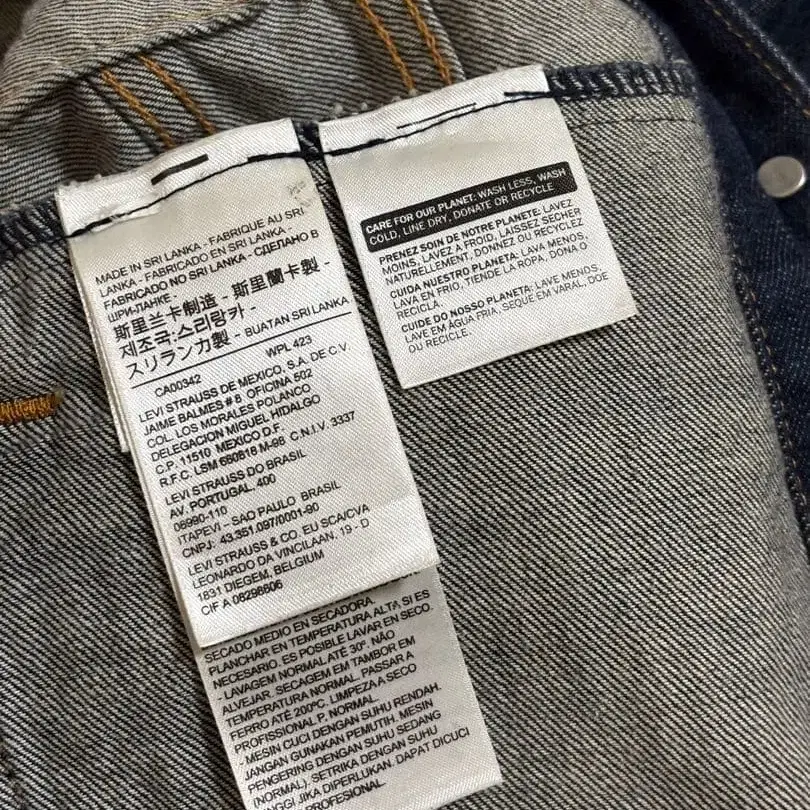 MADE IN SRI LANKA - FABRIQUE AU SRI
LANKA - FABRICADO EN SRI LANKA -
FABRICADO NO SRI LANKA - СДЕЛАНО В
ШРИ-ЛАНКЕ -
斯里兰卡制造 - 斯里蘭卡製 -
제조국:스리랑카 -
スリランカ製 - BUATAN SRI LANKA
CA00342 WPL 423
LEVI STRAUSS DE MEXICO, S.A. DE C.V.
JAIME BALMES # 8 OFICINA 502
COL. LOS MORALES POLANCO
DELEGACION MIGUEL HIDALGO
C.P. 11510 MEXICO D.F.
R.F.C. LSM 680818 M-98 C.N.I.V. 3337
LEVI STRAUSS DO BRASIL
AV. PORTUGAL, 400
06990-110
ITAPEVI - SAO PAULO BRASIL
CNPJ: 43.351.097/0001-90
LEVI STRAUSS & CO. EU SCA/CVA
LEONARDO DA VINCILAAN, 19 - D
1831 DIEGEM, BELGIUM
CIF A 08298606
SECADO MEDIO EN SECADORA.
PLANCHAR EN TEMPERATURA ALTA SI ES
NECESARIO. ES POSIBLE LAVAR EN SECO.
- LAVAGEM NORMAL ATÉ 30° NÃO
ALVEJAR. SECAGEM EM TAMBOR EM
TEMPERATURA NORMAL. PASSAR A
FERRO ATÉ 200ºC. LIMPEZA A SECO
PROFISSIONAL P, NORMAL.
- MESIN CUCI DENGAN SUHU RENDAH.
JANGAN GUNAKAN PEMUTIH. MESIN
PENGERING DENGAN SUHU SEDANG
(NORMAL), SETRIKA DENGAN SUHU
JIKA DIPERLUKAN. DAPAT DICUCI
PROFESIONAL.
CARE FOR OUR PLANET: WASH LESS, WASH
COLD, LINE DRY, DONATE OR RECYCLE
PRENEZ SOIN DE NOTRE PLANETE: LAVEZ
MOINS, LAVEZ À FROID, LAISSEZ SÉCHER
NATURELLEMENT, DONNEZ OU RECYCLEZ
CUIDA NUESTRO PLANETA: LAVA MENOS,
LAVA EN FRÍO, TIENDE LA ROPA, DONA O
RECICLA.
CUIDE DO NOSSO PLANETA: LAVE MENOS,
LAVE EM ÁGUA FRIA, SEQUE EM VARAL, DOE
OU RECICLE.